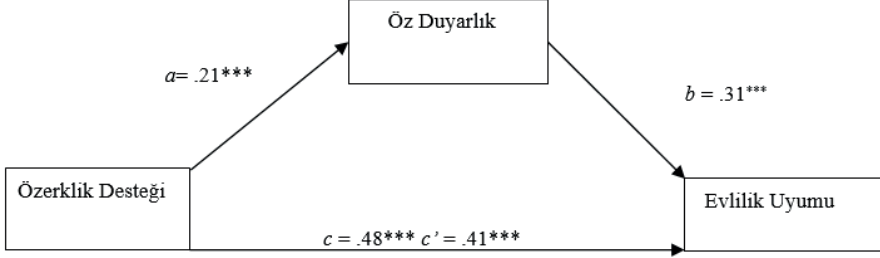 Öz Duyarlık
a= .21***
b = .31***
Özerklik Desteği
Evlilik Uyumu
c = .48*** c’ = .41***